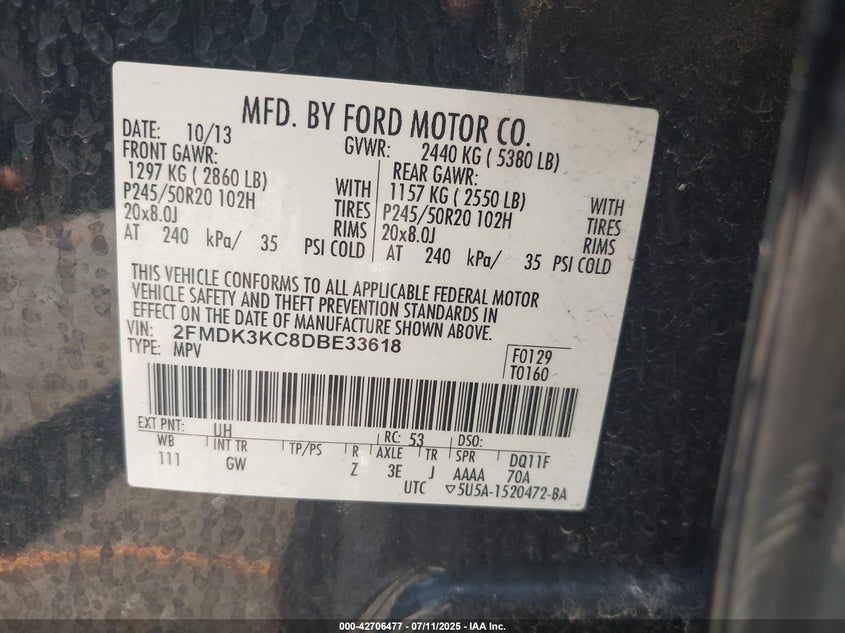 MFD. BY FORD MOTOR CO.
DATE: 10/13 GVWR: 2440 KG ( 5380 LB)
FRONT GAWR: REAR GAWR:
1297 KG ( 2860 LB) WITH 1157 KG ( 2550 LB) WITH
P245/50R20 102H TIRES P245/50R20 102H TIRES
20x8.0J RIMS 20x8.0J RIMS
AT 240 kPa/ 35 PSI COLD AT 240 kPa/ 35 PSI COLD
THIS VEHICLE CONFORMS TO ALL APPLICABLE FEDERAL MOTOR
VEHICLE SAFETY AND THEFT PREVENTION STANDARDS IN
EFFECT ON THE DATE OF MANUFACTURE SHOWN ABOVE.
VIN: 2FMDK3KC8DBE33618
TYPE: MPV
F0129
T0160
EXT PNT: UH RC: 53 DSO:
WB INT TR TP/PS R AXLE TR SPR DQ11F
111 GW Z 3E J AAAA 70A
UTC ▽5U5A-1520472-BA
000-42706477 - 07/11/2025 - IAA Inc.